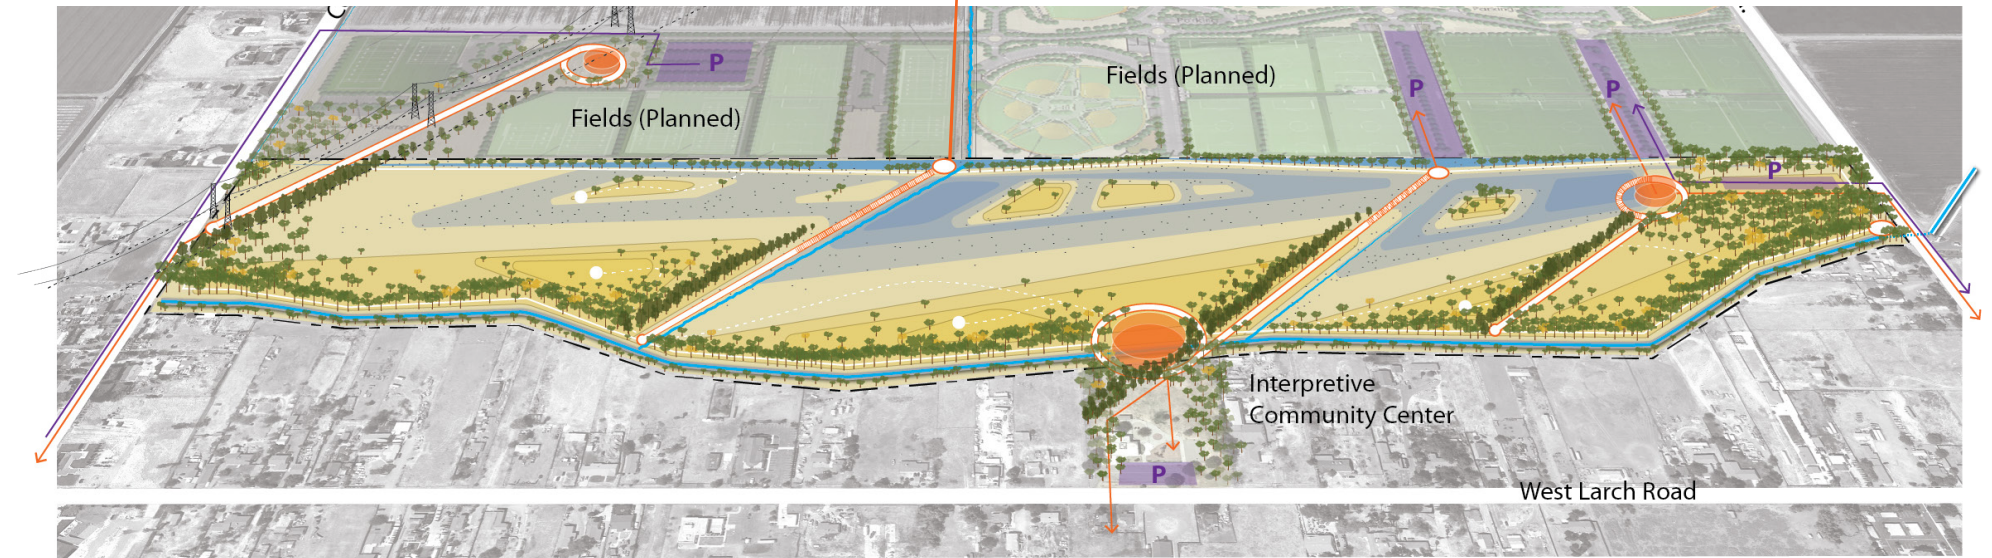 P
Fields (Planned)
Fields (Planned)
P
P
P
Interpretive
Community Center
P
West Larch Road